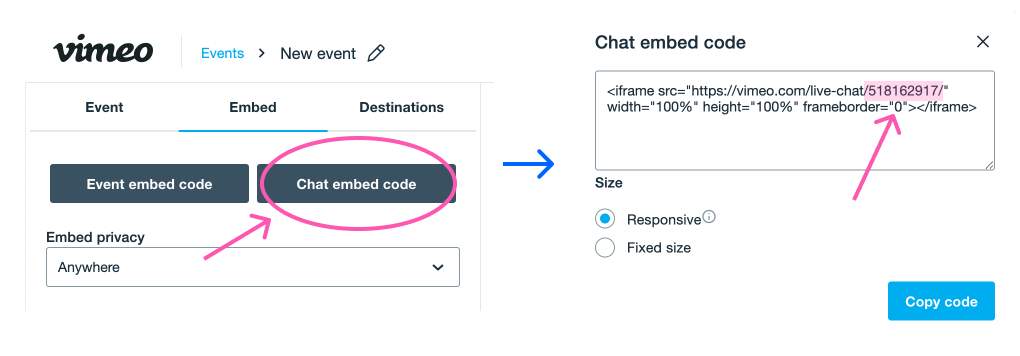 vimeo
Events > New event
Event Embed Destinations
Event embed code Chat embed code
Embed privacy
Anywhere
Chat embed code
<iframe src="https://vimeo.com/live-chat/518162917/"
width="100%" height="100%" frameborder="0"></iframe>
Size
Responsive
Fixed size
Copy code